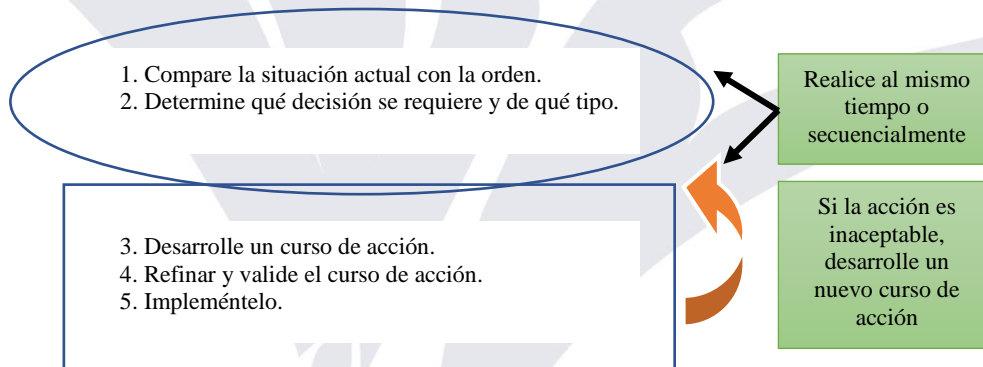 1. Compare la situación actual con la orden.
2. Determine qué decisión se requiere y de qué tipo.
Realice al mismo
tiempo o
secuencialmente
3. Desarrolle un curso de acción.
4. Refinar y valide el curso de acción.
5. Impleméntelo.
Si la acción es
inaceptable,
desarrolle un
nuevo curso de
acción